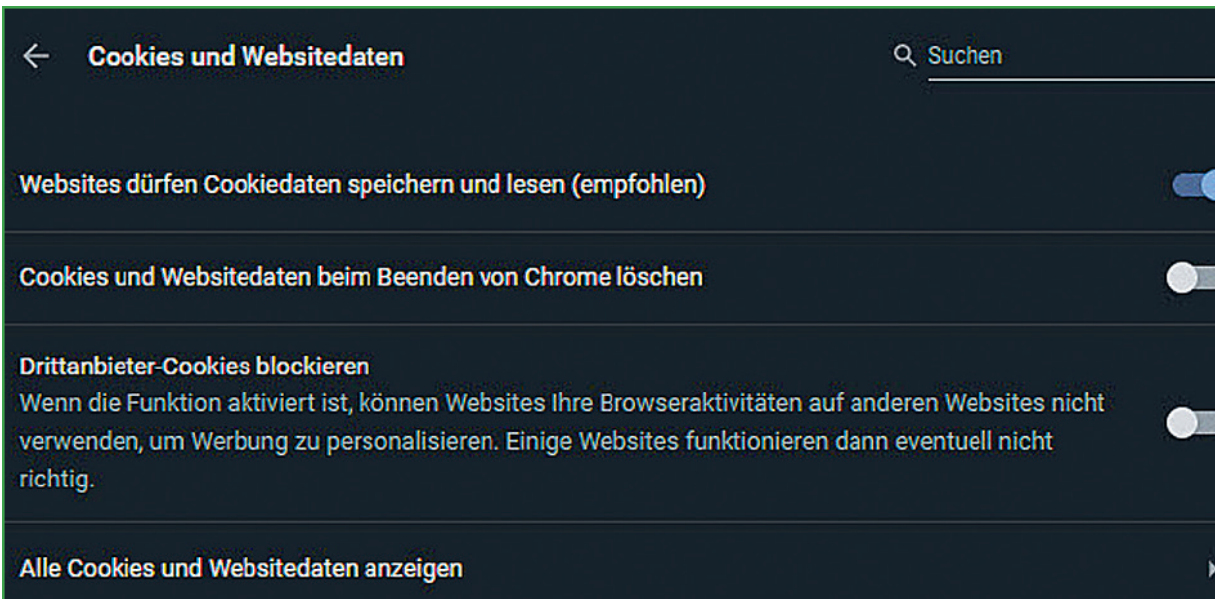 Cookies und Websitedaten
Suchen
Websites dürfen Cookiedaten speichern und lesen (empfohlen)
Cookies und Websitedaten beim Beenden von Chrome löschen
Drittanbieter-Cookies blockieren
Wenn die Funktion aktiviert ist, können Websites Ihre Browseraktivitäten auf anderen Websites nicht
verwenden, um Werbung zu personalisieren. Einige Websites funktionieren dann eventuell nicht
richtig.
Alle Cookies und Websitedaten anzeigen